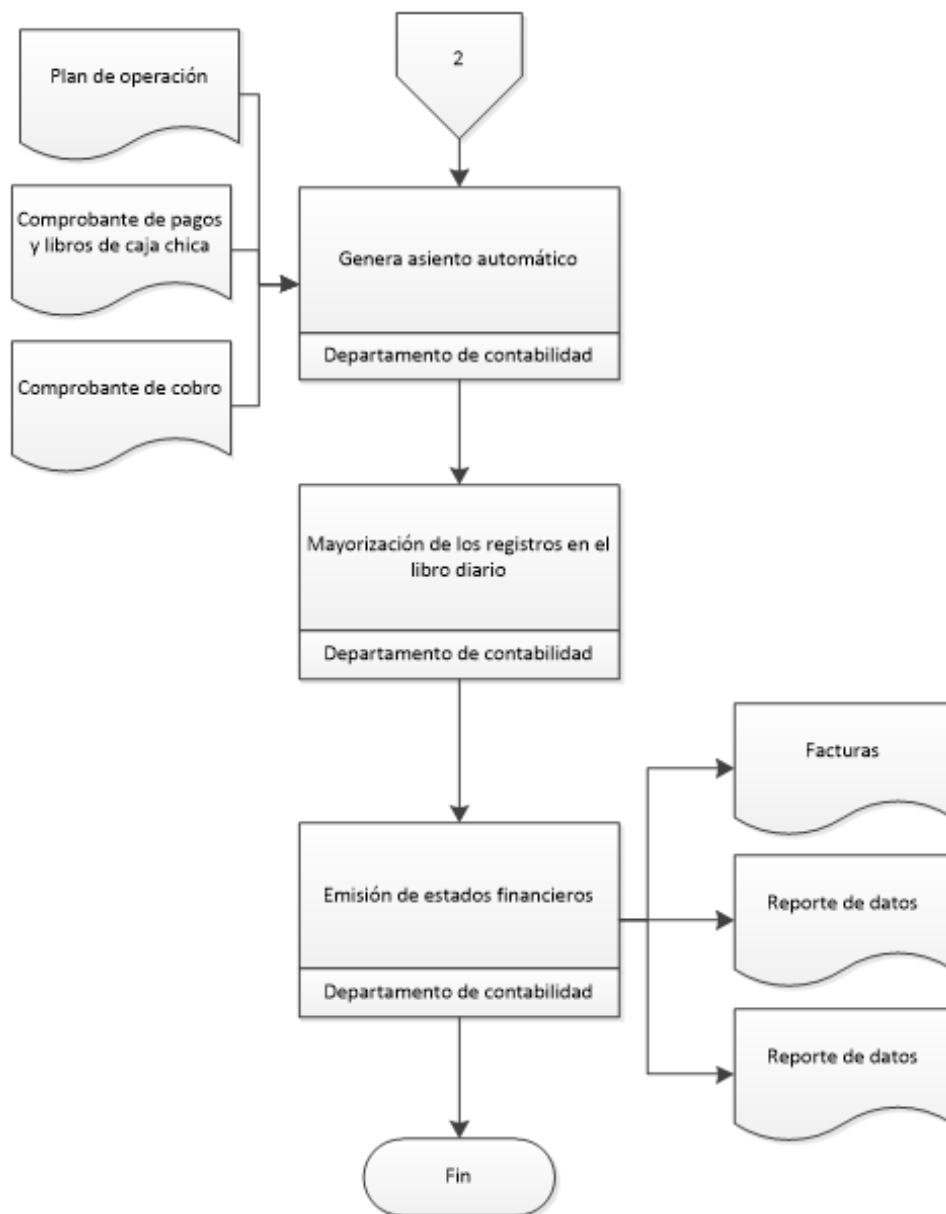 2
Plan de operación
Comprobante de pagos
y libros de caja chica
Comprobante de cobro
Genera asiento automático
Departamento de contabilidad
Mayorización de los registros en el
libro diario
Departamento de contabilidad
Emisión de estados financieros
Departamento de contabilidad
Facturas
Reporte de datos
Reporte de datos
Fin